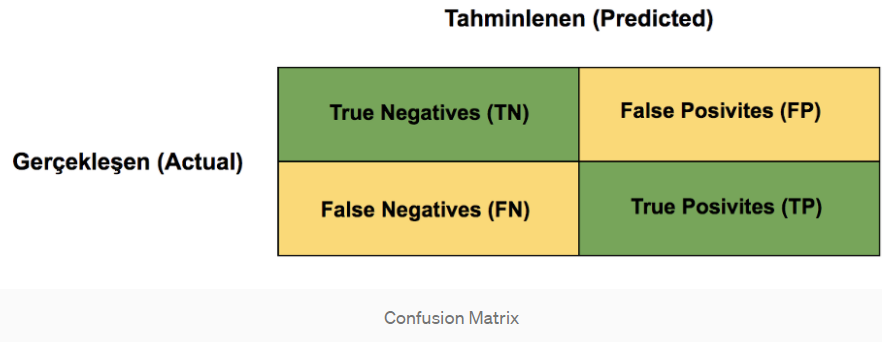 Tahminlenen (Predicted)
True Negatives (TN)
False Posivites (FP)
Gerçekleşen (Actual)
False Negatives (FN)
True Posivites (TP)
Confusion Matrix